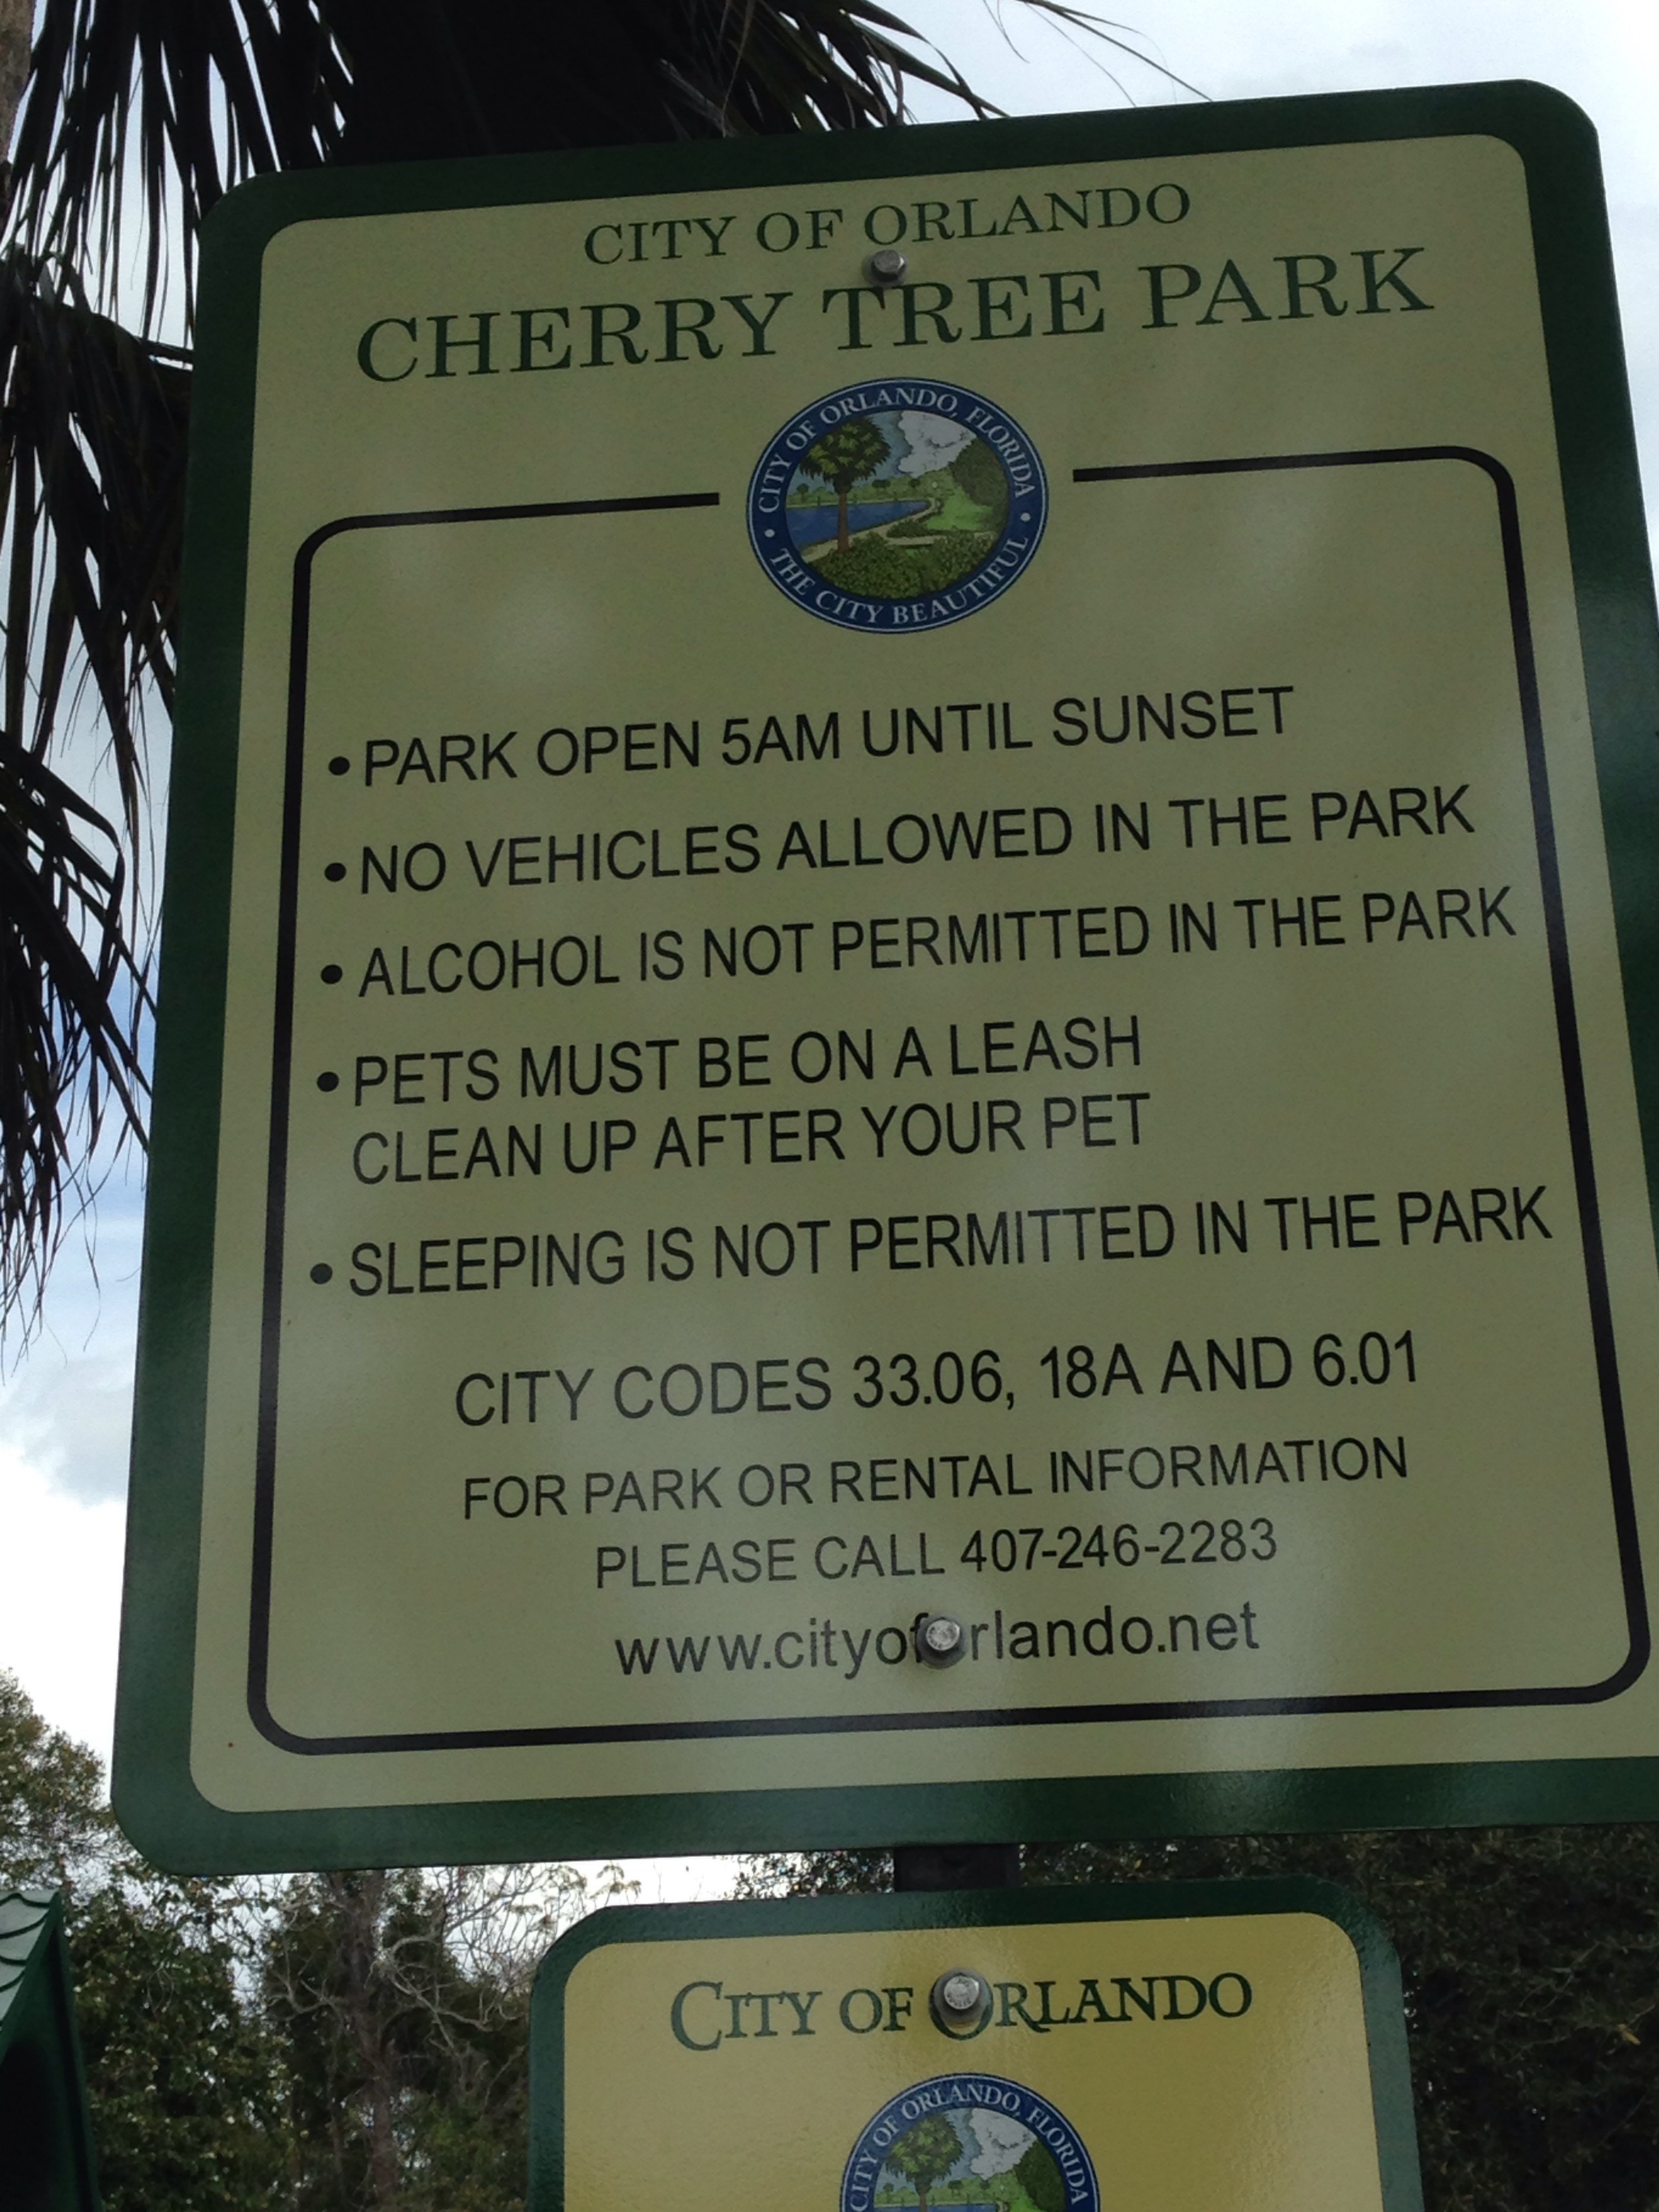 CITY OF ORLANDO
CHERRY TREE PARK
CITY OF ORLANDO, FLORIDA
• THE CITY BEAUTIFUL •
• PARK OPEN 5AM UNTIL SUNSET
• NO VEHICLES ALLOWED IN THE PARK
• ALCOHOL IS NOT PERMITTED IN THE PARK
• PETS MUST BE ON A LEASH
CLEAN UP AFTER YOUR PET
• SLEEPING IS NOT PERMITTED IN THE PARK
CITY CODES 33.06, 18A AND 6.01
FOR PARK OR RENTAL INFORMATION
PLEASE CALL 407-246-2283
www.cityoforlando.net
CITY OF ORLANDO
CITY OF ORLANDO, FLORIDA